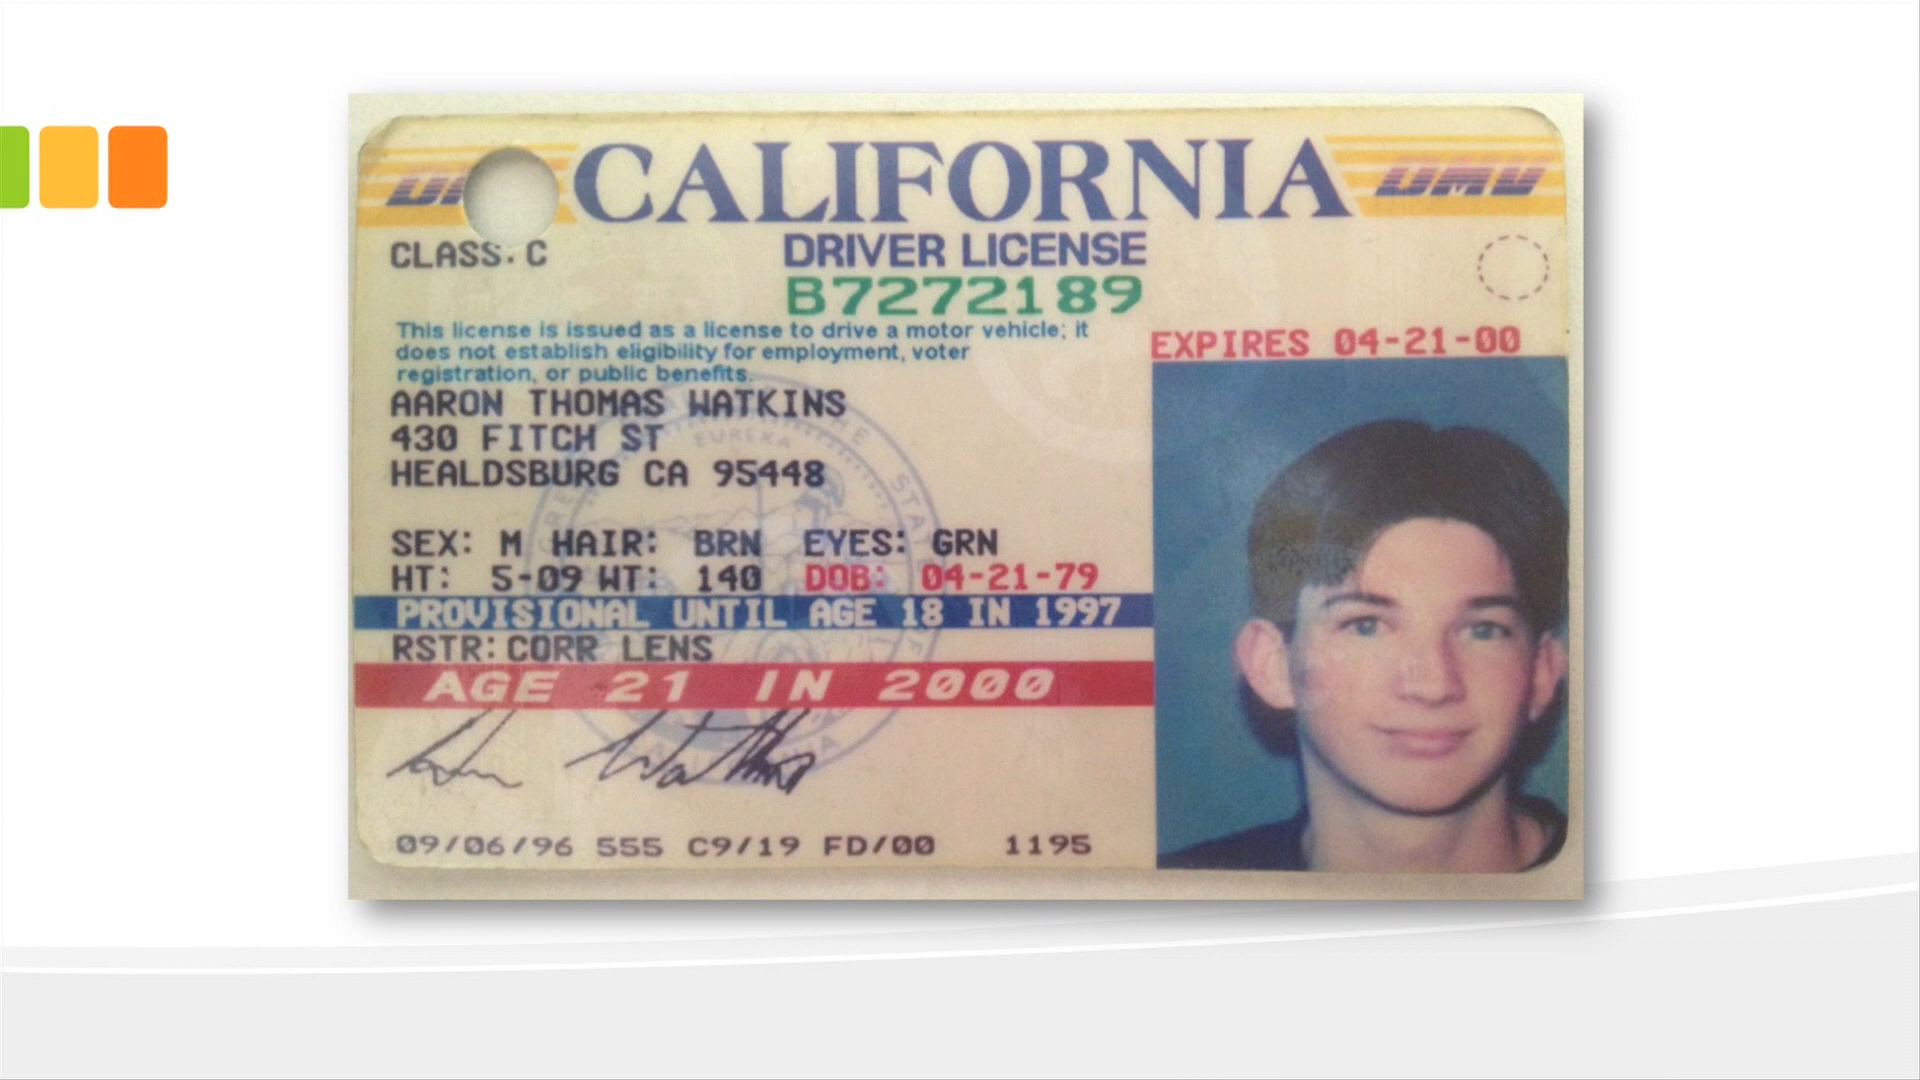 CALIFORNIA DMV
CLASS: C
DRIVER LICENSE
B7272189
This license is issued as a license to drive a motor vehicle; it
does not establish eligibility for employment, voter
registration, or public benefits.
EXPIRES 04-21-00
AARON THOMAS WATKINS
430 FITCH ST
HEALDSBURG CA 95448
EUREKA
SEX: M HAIR: BRN EYES: GRN
HT: 5-09 WT: 140 DOB: 04-21-79
PROVISIONAL UNTIL AGE 18 IN 1997
RSTR: CORR LENS
AGE 21 IN 2000
09/06/96 555 C9/19 FD/00 1195